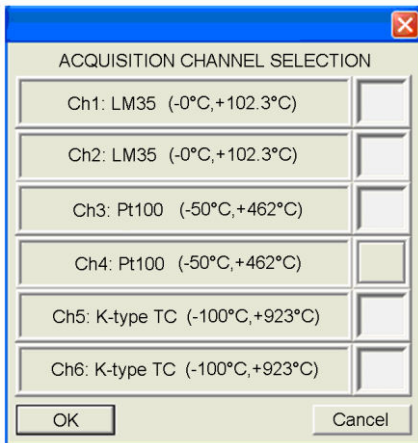 ACQUISITION CHANNEL SELECTION
Ch1: LM35 (-0°C,+102.3°C)
Ch2: LM35 (-0°C,+102.3°C)
Ch3: Pt100 (-50°C,+462°C)
Ch4: Pt100 (-50°C,+462°C)
Ch5: K-type TC (-100°C,+923°C)
Ch6: K-type TC (-100°C,+923°C)
OK Cancel